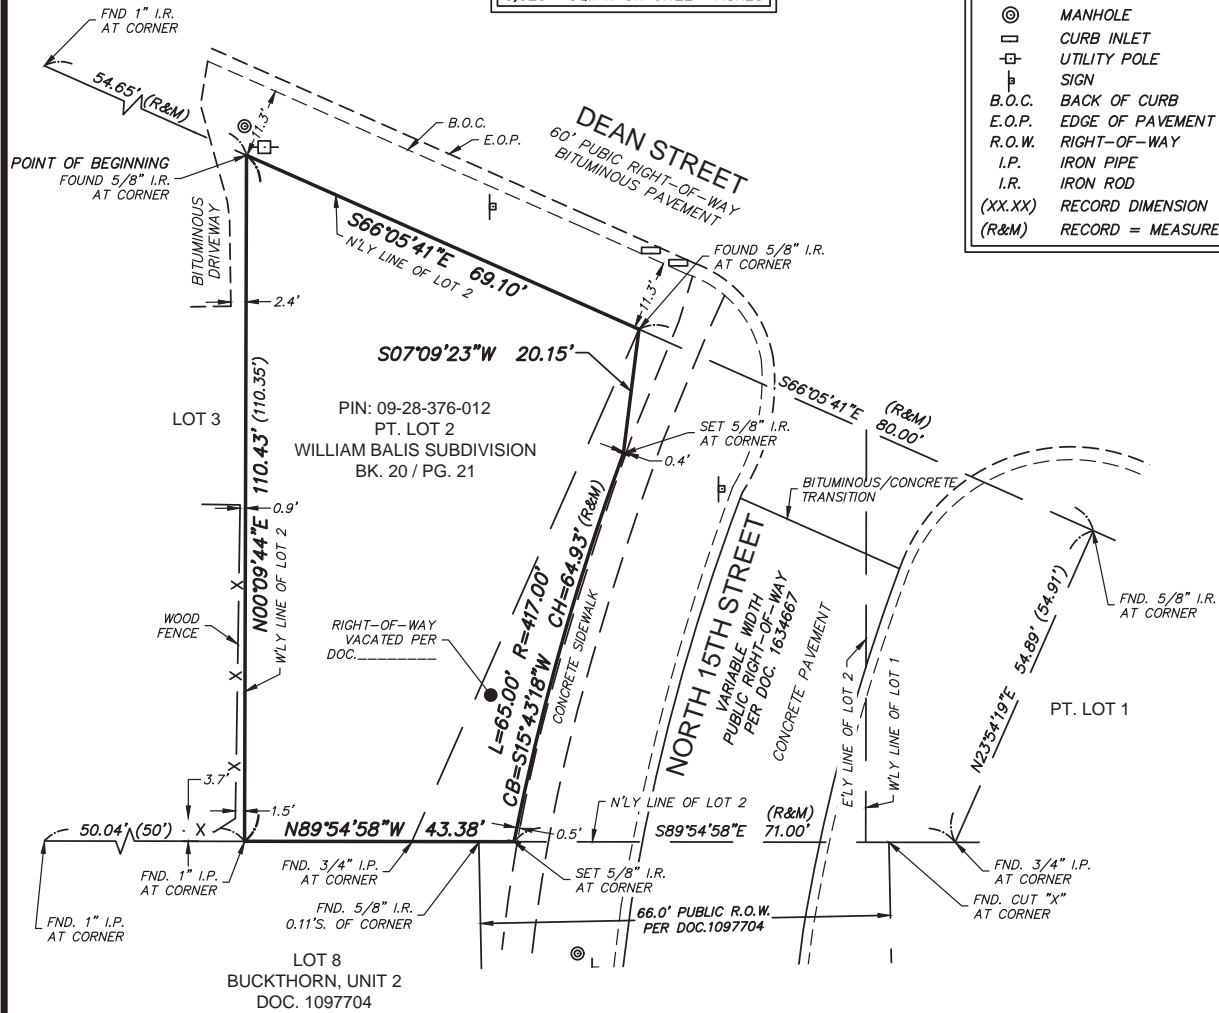 MANHOLE
CURB INLET
UTILITY POLE
SIGN
B.O.C. BACK OF CURB
E.O.P. EDGE OF PAVEMENT
R.O.W. RIGHT-OF-WAY
I.P. IRON PIPE
I.R. IRON ROD
(XX.XX) RECORD DIMENSION
(R&M) RECORD = MEASURE
FND 1" I.R.
AT CORNER
54.65' (R&M)
11.3'
B.O.C.
E.O.P.
DEAN STREET
60' PUBIC RIGHT-OF-WAY
BITUMINOUS PAVEMENT
POINT OF BEGINNING
FOUND 5/8" I.R.
AT CORNER
BITUMINOUS
DRIVEWAY
S66°05'41"E 69.10'
N'LY LINE OF LOT 2
FOUND 5/8" I.R.
AT CORNER
11.3'
2.4'
S07°09'23"W 20.15'
S66°05'41"E
(R&M)
80.00'
LOT 3
PIN: 09-28-376-012
PT. LOT 2
WILLIAM BALIS SUBDIVISION
BK. 20 / PG. 21
SET 5/8" I.R.
AT CORNER
0.4'
BITUMINOUS/CONCRETE
TRANSITION
0.9'
N00°09'44"E 110.43' (110.35')
W'LY LINE OF LOT 2
WOOD
FENCE
X
X
X
RIGHT-OF-WAY
VACATED PER
DOC.________
L=65.00' R=417.00'
CB=S15°43'18"W CH=64.93' (R&M)
CONCRETE SIDEWALK
NORTH 15TH STREET
VARIABLE WIDTH
PUBLIC RIGHT-OF-WAY
PER DOC. 1634667
CONCRETE PAVEMENT
E'LY LINE OF LOT 2
W'LY LINE OF LOT 1
FND. 5/8" I.R.
AT CORNER
N23°54'19"E 54.89' (54.91')
PT. LOT 1
3.7'
1.5'
50.04' (50')
X
N89°54'58"W 43.38'
0.5'
N'LY LINE OF LOT 2
S89°54'58"E
(R&M)
71.00'
FND. 1" I.P.
AT CORNER
FND. 1" I.P.
AT CORNER
FND. 3/4" I.P.
AT CORNER
FND. 5/8" I.R.
0.11'S. OF CORNER
SET 5/8" I.R.
AT CORNER
FND. 3/4" I.P.
AT CORNER
FND. CUT "X"
AT CORNER
66.0' PUBLIC R.O.W.
PER DOC.1097704
LOT 8
BUCKTHORN, UNIT 2
DOC. 1097704